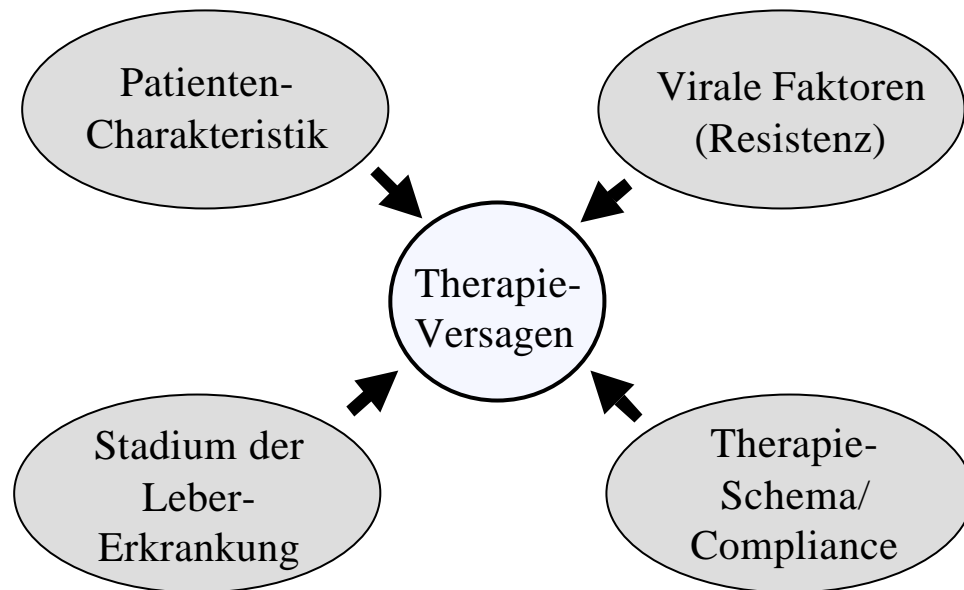 Patienten-
Charakteristik
Virale Faktoren
(Resistenz)
Therapie-
Versagen
Stadium der
Leber-
Erkrankung
Therapie-
Schema/
Compliance